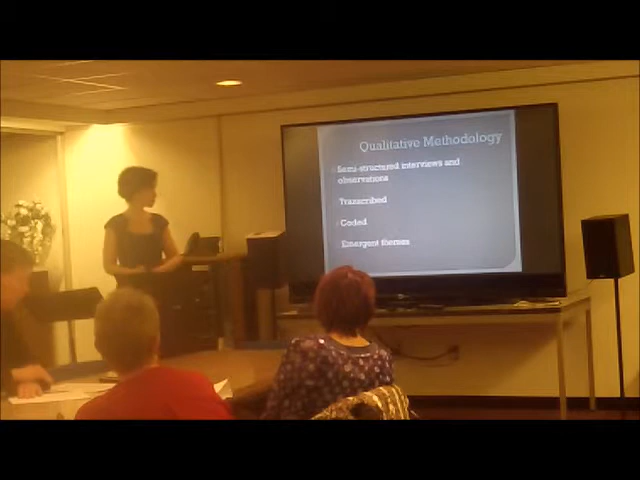 Qualitative Methodology
Semi-structured interviews and
observations
Transcribed
Coded
Emergent themes